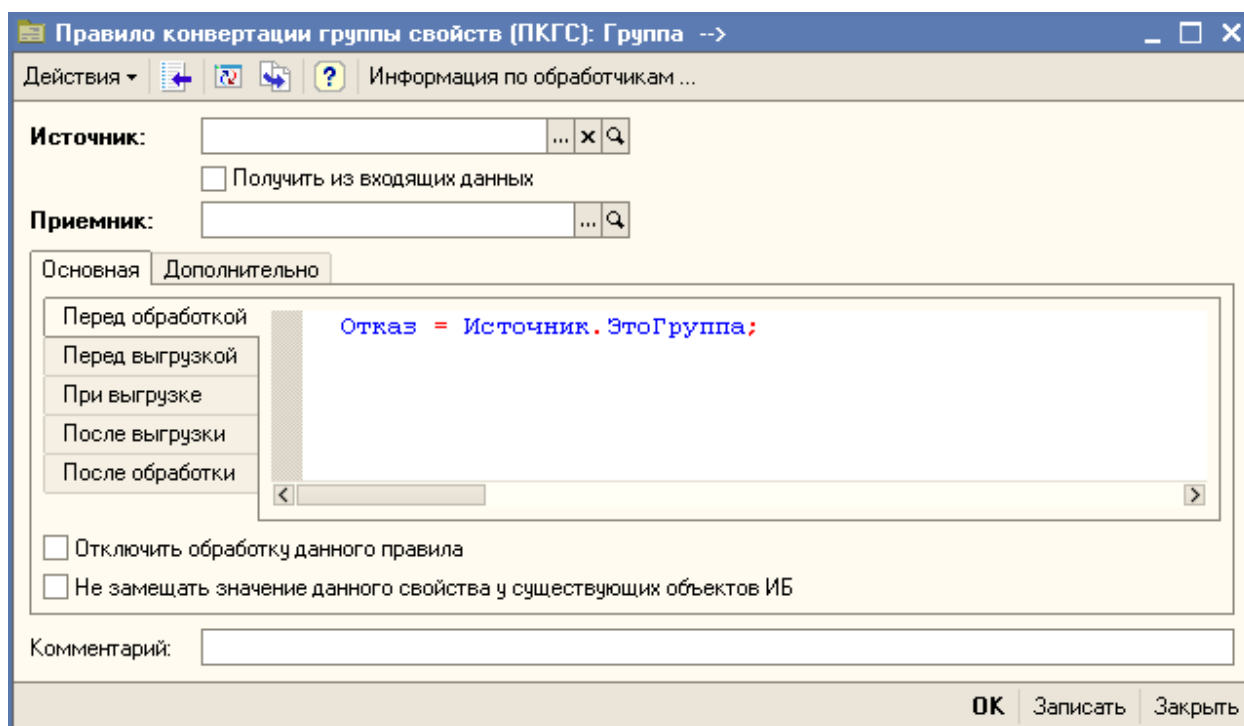 Правило конвертации группы свойств (ПКГС): Группа -->
Действия Информация по обработчикам ...
Источник: ...
Получить из входящих данных
Приемник: ...
Основная Дополнительно
Перед обработкой
Отказ = Источник.ЭтоГруппа;
Перед выгрузкой
При выгрузке
После выгрузки
После обработки
Отключить обработку данного правила
Не замещать значение данного свойства у существующих объектов ИБ
Комментарий:
OK Записать Закрыть